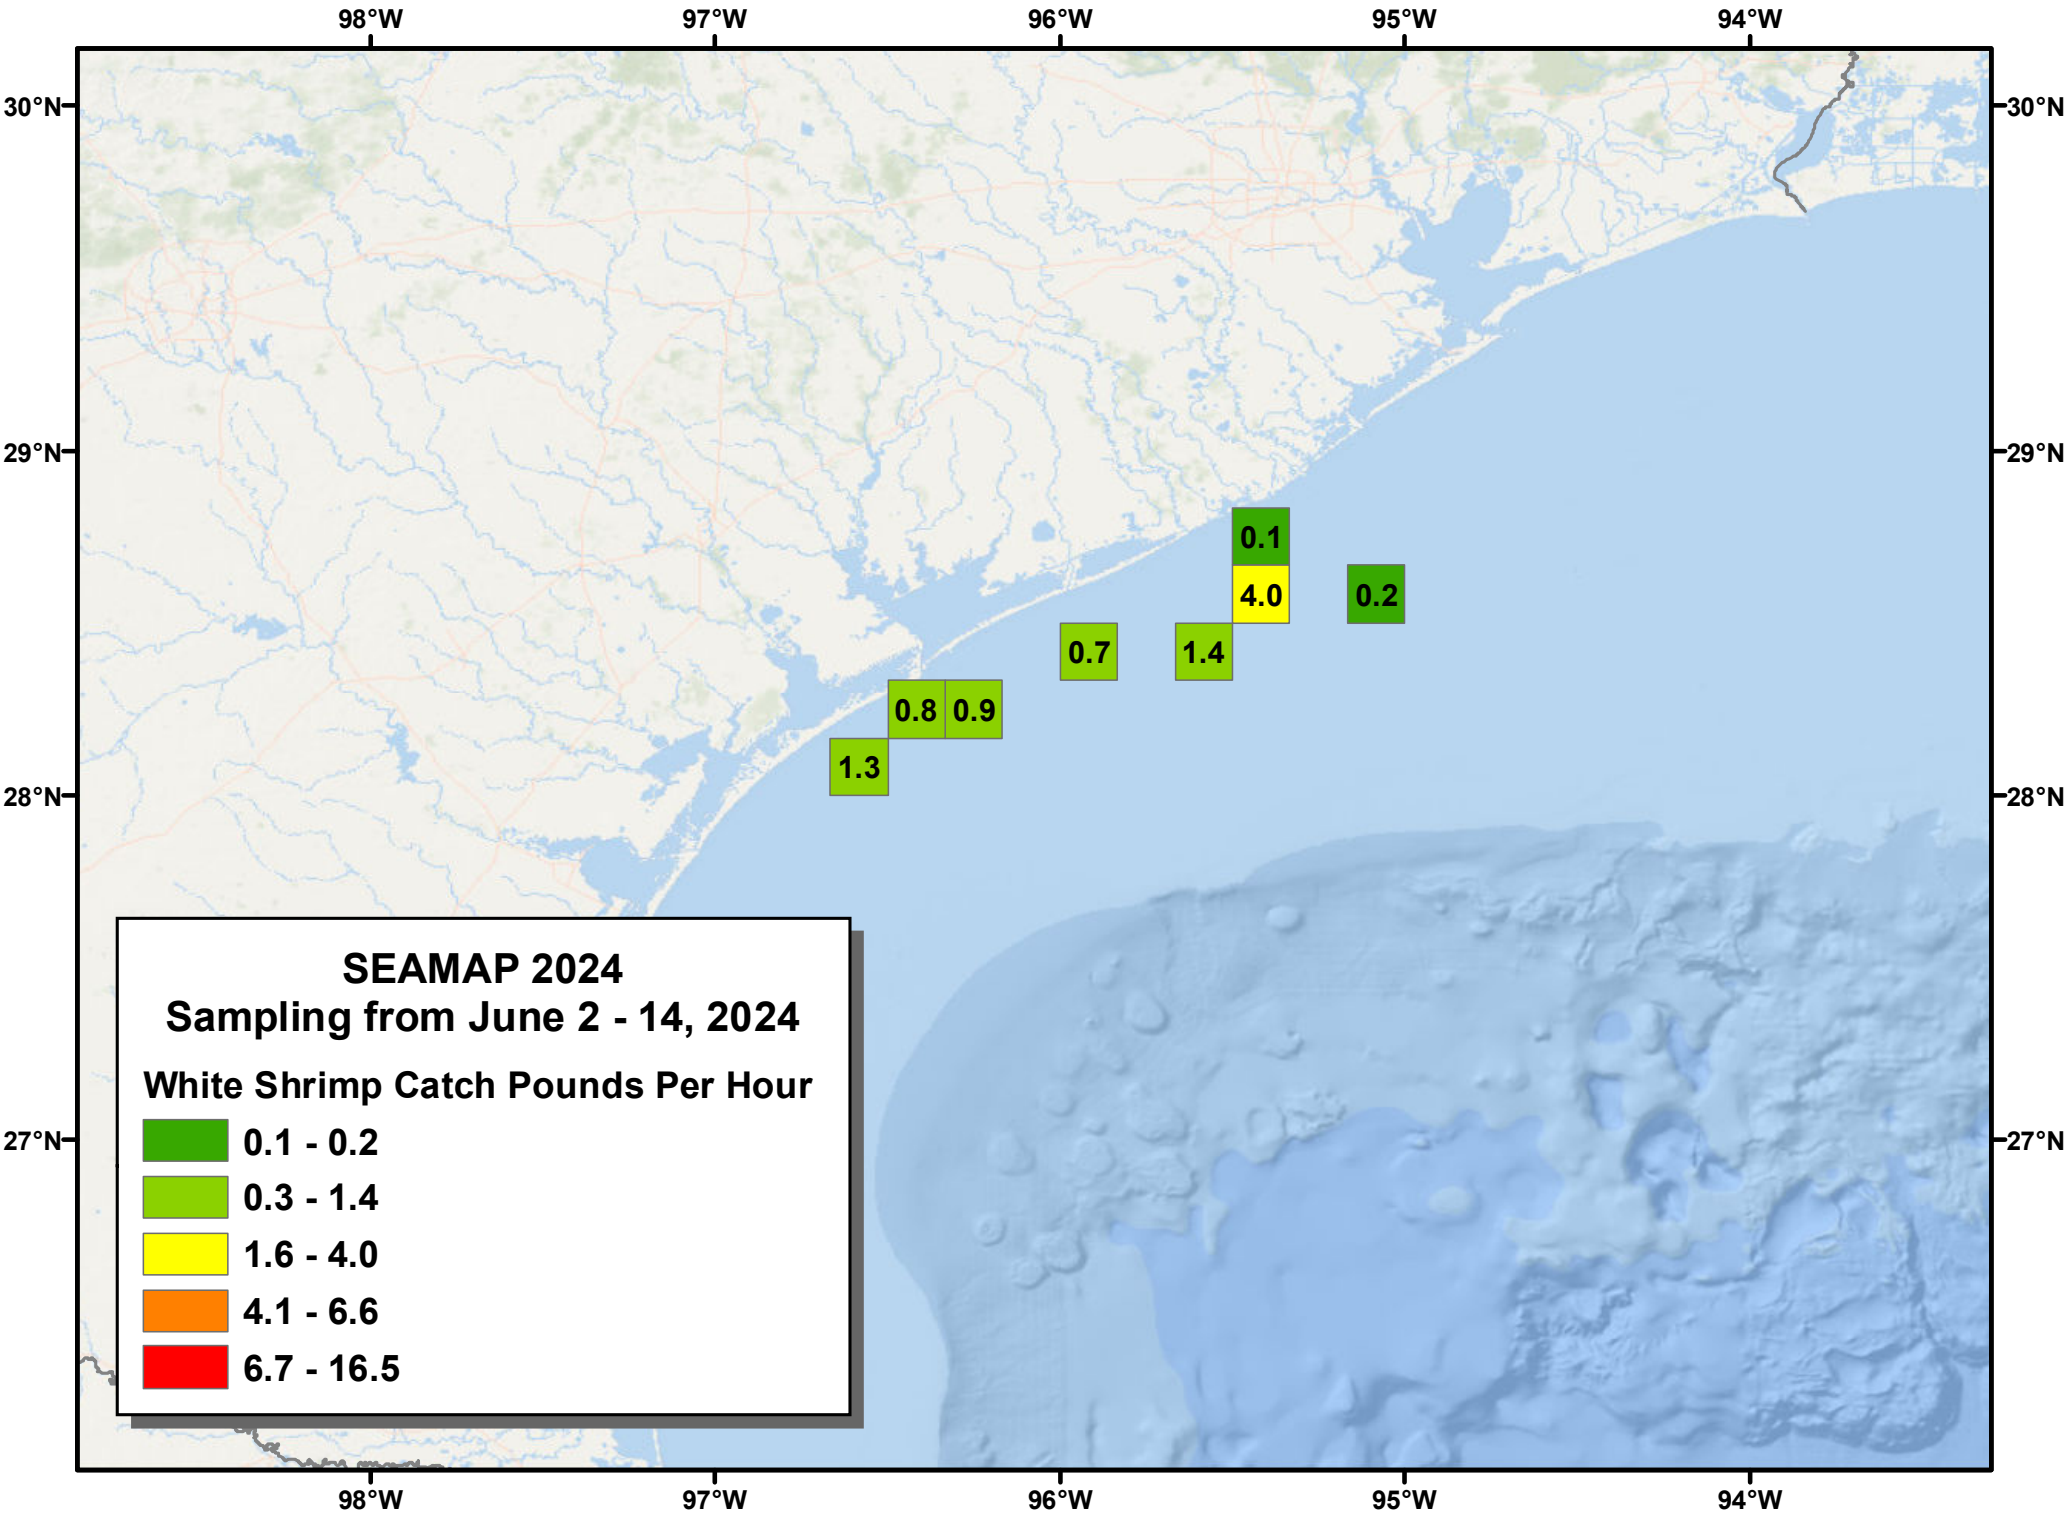 98°W 97°W 96°W 95°W 94°W
30°N 30°N
29°N 29°N
0.1
4.0 0.2
0.7 1.4
0.8 0.9
1.3
28°N 28°N
SEAMAP 2024
Sampling from June 2 - 14, 2024
White Shrimp Catch Pounds Per Hour
0.1 - 0.2
27°N 27°N
0.3 - 1.4
1.6 - 4.0
4.1 - 6.6
6.7 - 16.5
98°W 97°W 96°W 95°W 94°W